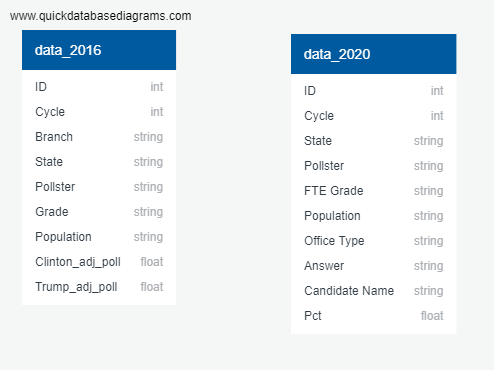 www.quickdatabasediagrams.com
data_2016
ID int
Cycle int
Branch string
State string
Pollster string
Grade string
Population string
Clinton_adj_poll float
Trump_adj_poll float
data_2020
ID int
Cycle int
State string
Pollster string
FTE Grade string
Population string
Office Type string
Answer string
Candidate Name string
Pct float